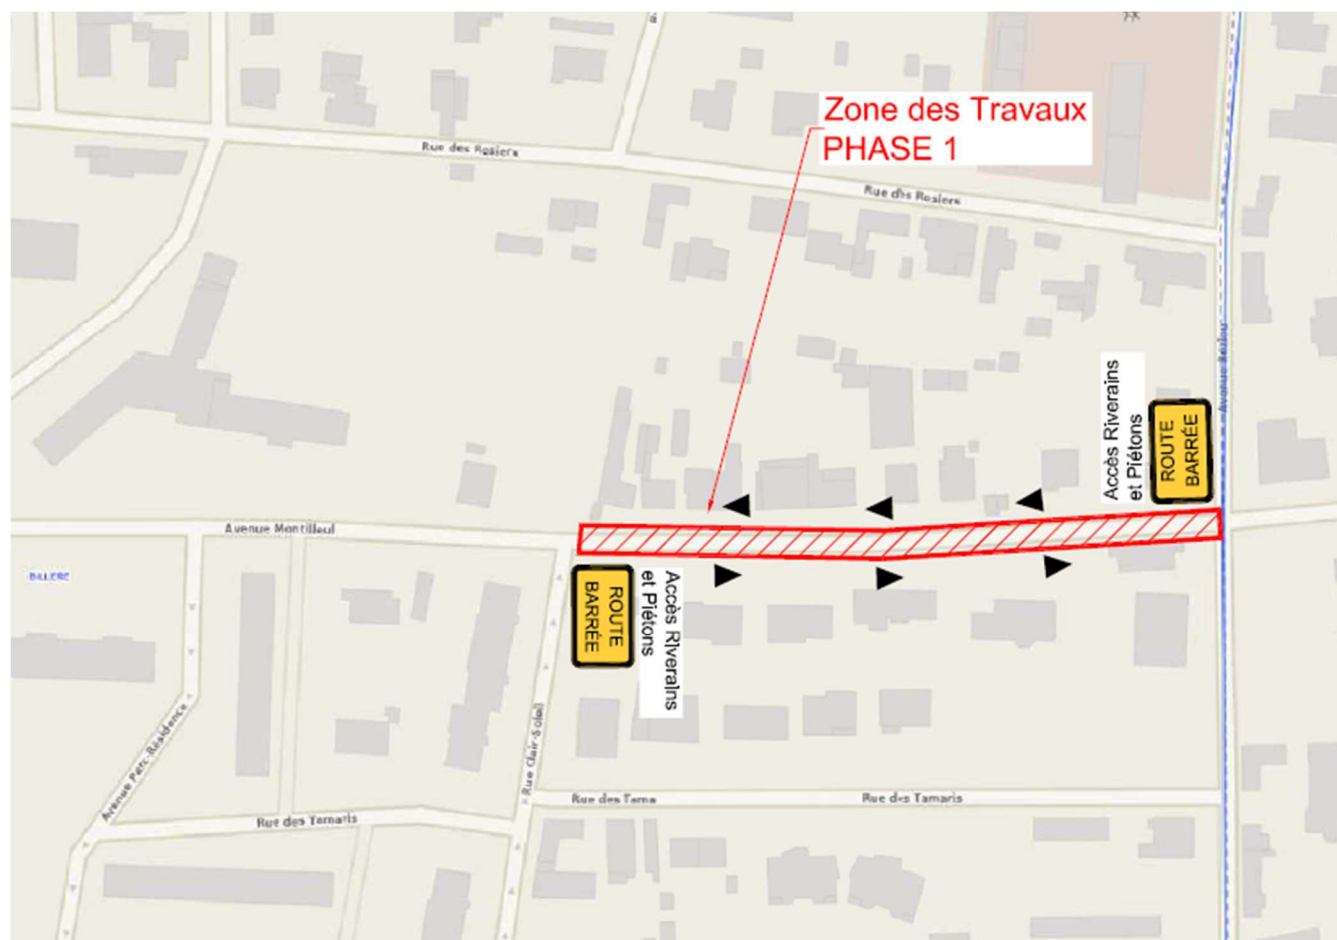 Zone des Travaux
PHASE 1
Rue des Rosiers
Rue des Rosiers
Accès Riverains
et Piétons
ROUTE
BARRÉE
Avenue Montilleul
BILLERE
ROUTE
BARRÉE
Accès Riverains
et Piétons
Avenue Parc-Résidence
Rue Clair-Soleil
Rue des Tama
Rue des Tamaris
Rue des Tamaris